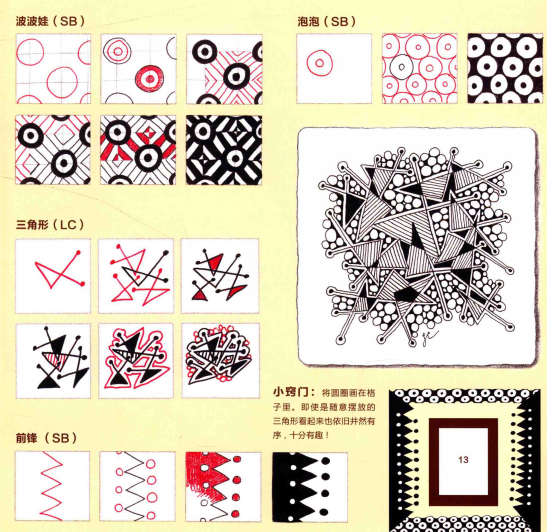 波波娃（SB）
泡泡（SB）
三角形（LC）
小窍门：将圆圈画在格
子里。即使是随意摆放的
三角形看起来也依旧井然有
序，十分有趣！
前锋（SB）
13